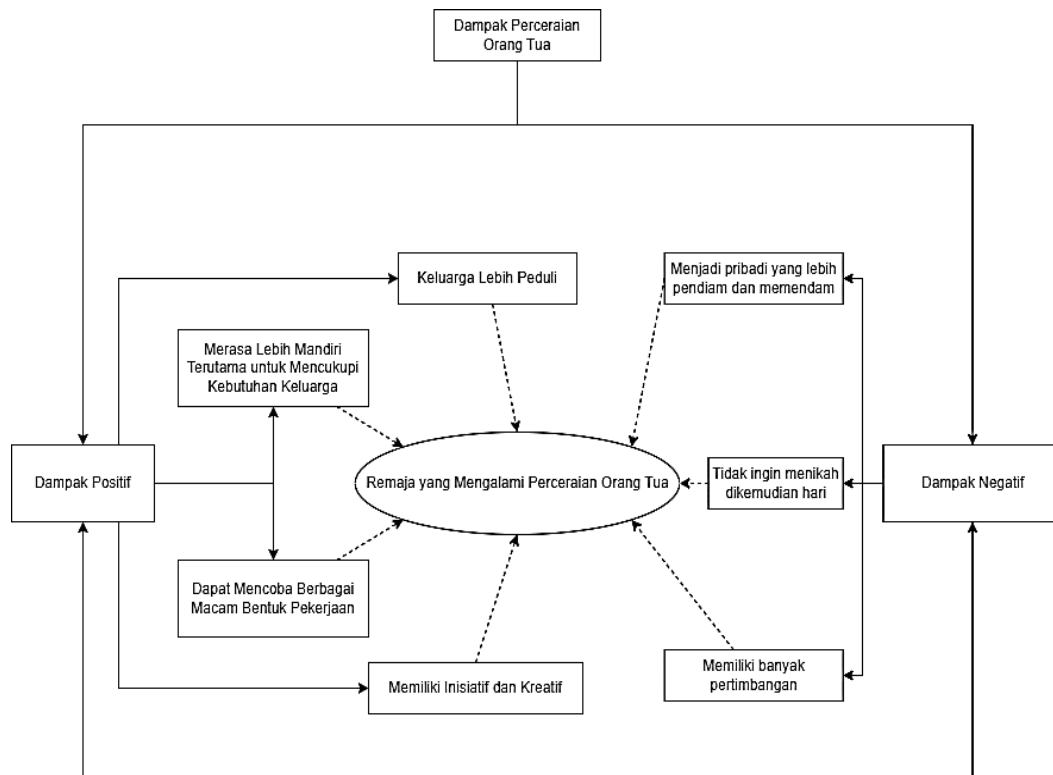 Dampak Perceraian
Orang Tua
Keluarga Lebih Peduli
Menjadi pribadi yang lebih
pendiam dan memendam
Merasa Lebih Mandiri
Terutama untuk Mencukupi
Kebutuhan Keluarga
Dampak Positif
Remaja yang Mengalami Perceraian Orang Tua
Tidak ingin menikah
dikemudian hari
Dampak Negatif
Dapat Mencoba Berbagai
Macam Bentuk Pekerjaan
Memiliki Inisiatif dan Kreatif
Memiliki banyak
pertimbangan